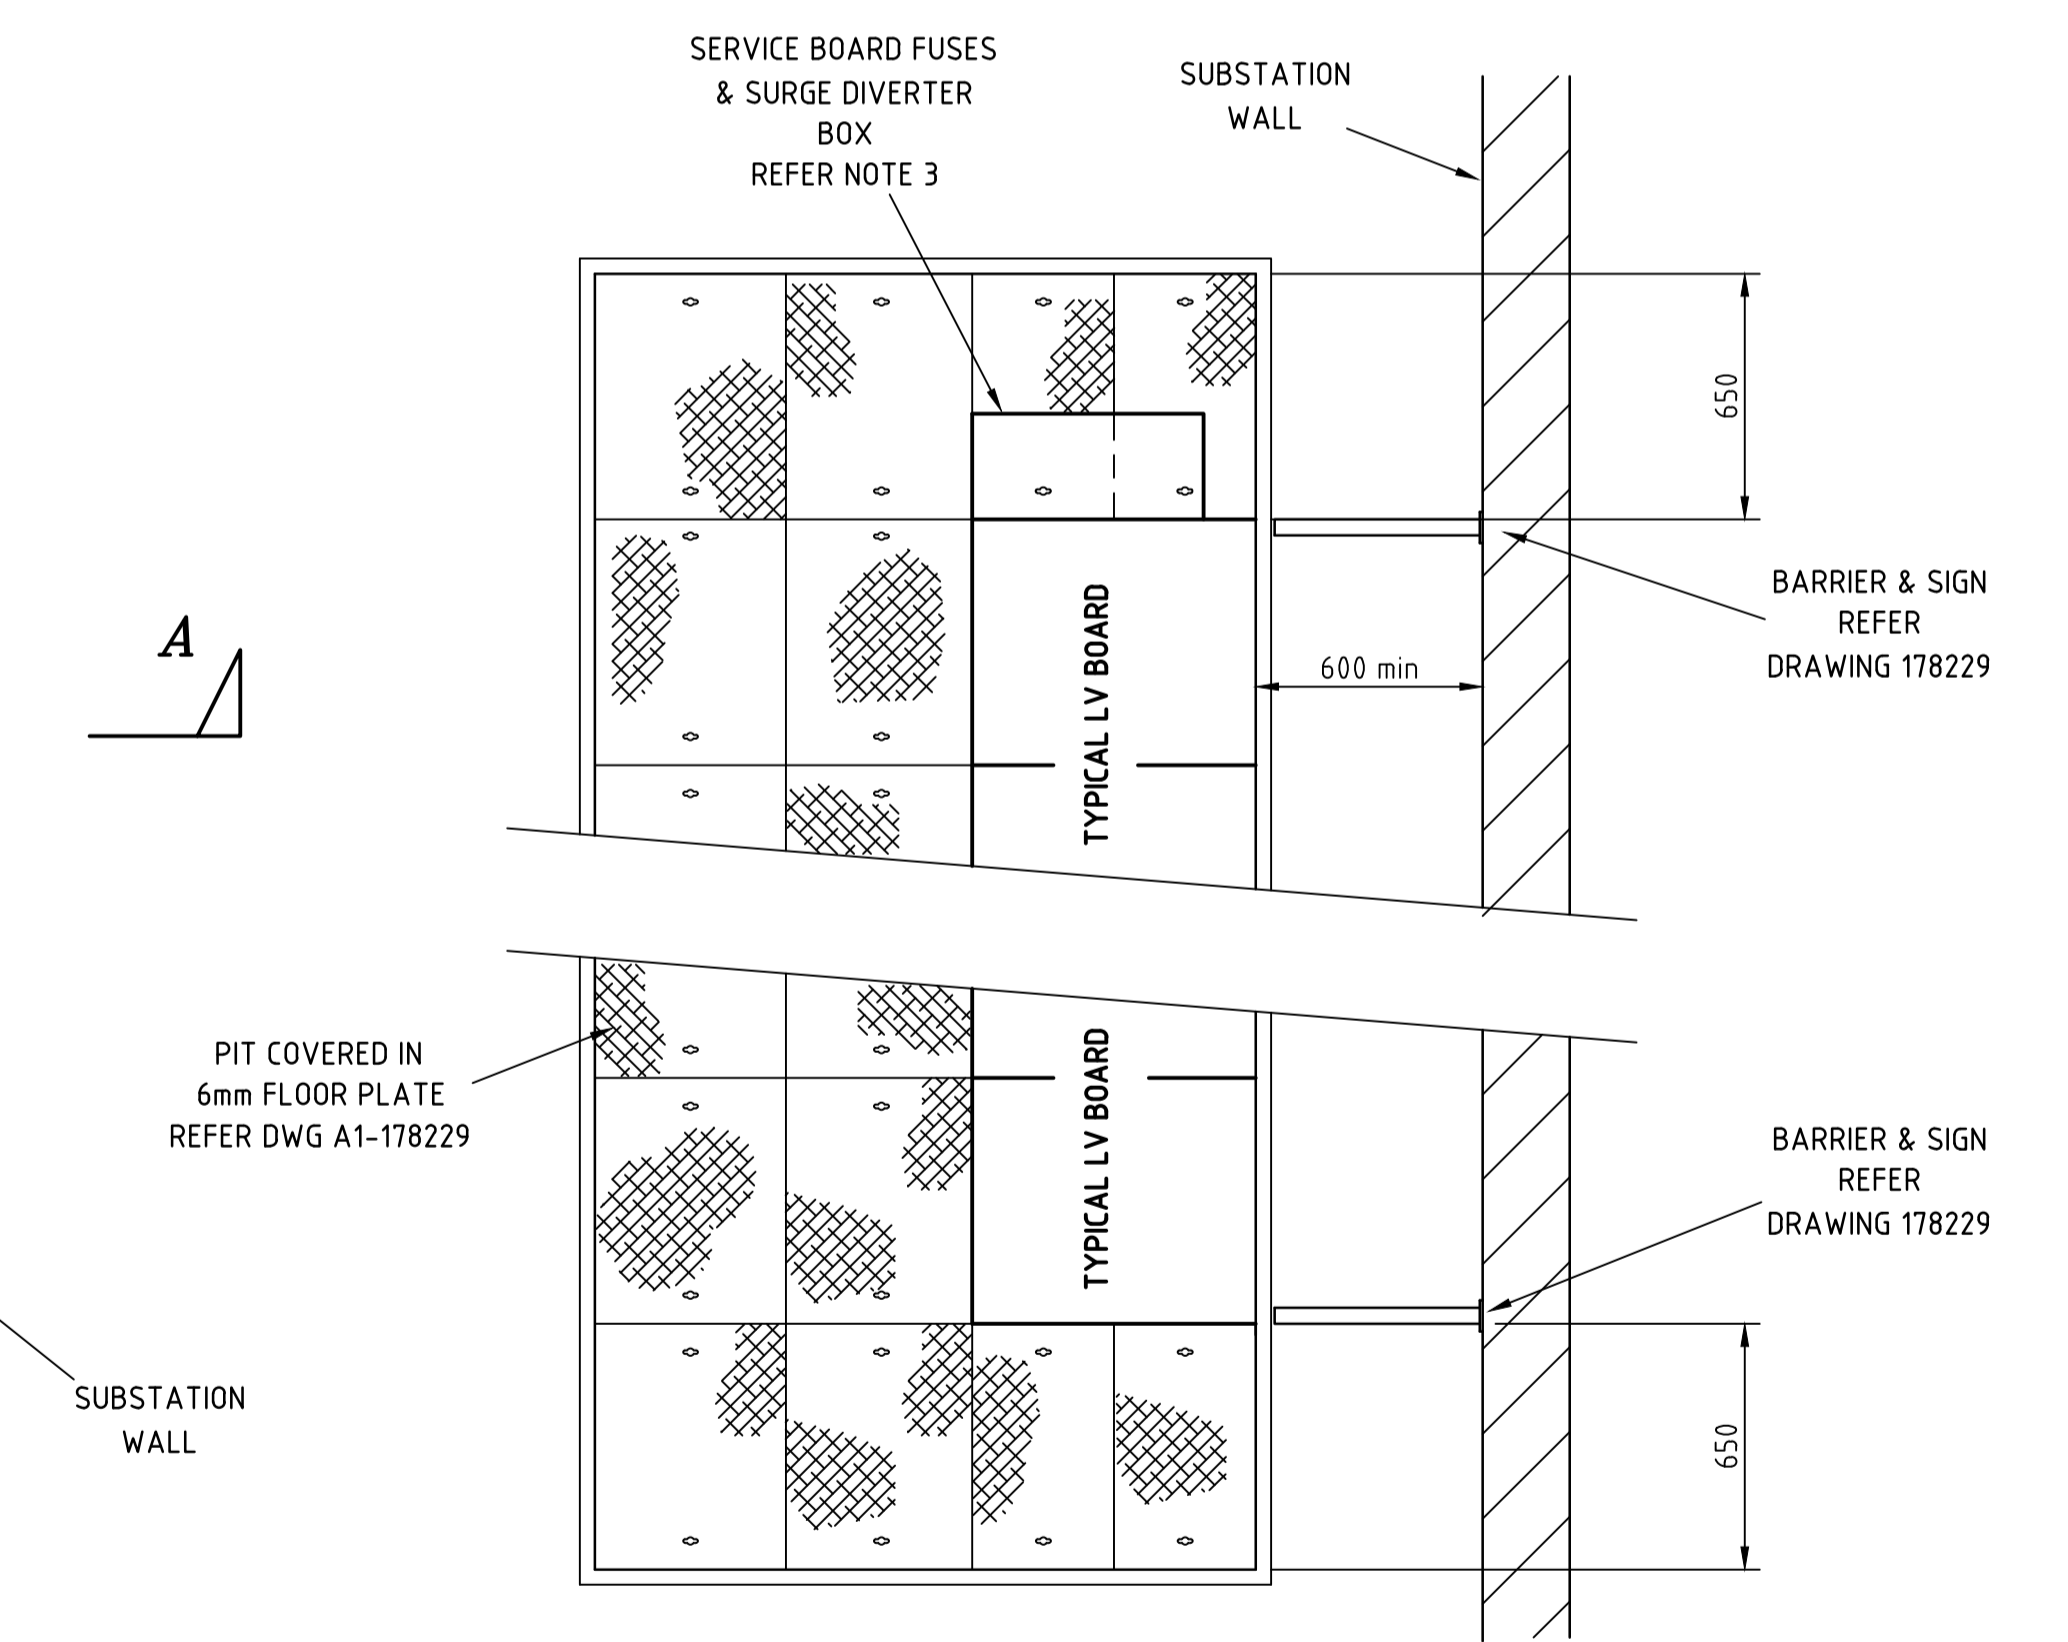 SERVICE BOARD FUSES
& SURGE DIVERTER
BOX
REFER NOTE 3
SUBSTATION
WALL
650
BARRIER & SIGN
REFER
DRAWING 178229
A
600 min
TYPICAL LV BOARD
PIT COVERED IN
6mm FLOOR PLATE
REFER DWG A1-178229
TYPICAL LV BOARD
BARRIER & SIGN
REFER
DRAWING 178229
SUBSTATION
WALL
650